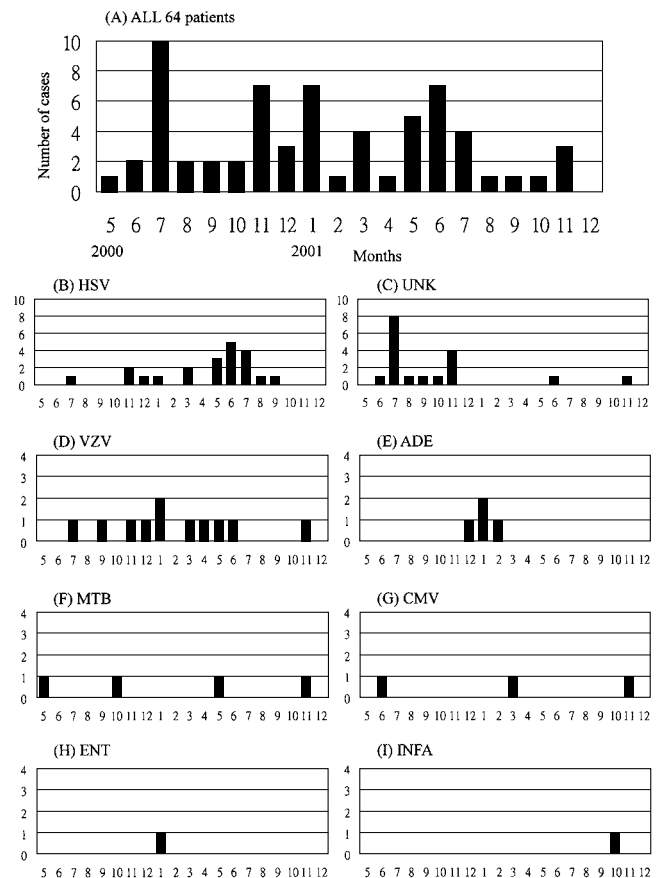 (A) ALL 64 patients
Number of cases
10
8
6
4
2
0
5 6 7 8 9 10 11 12 1 2 3 4 5 6 7 8 9 10 11 12
2000 2001 Months
(B) HSV
10
8
6
4
2
0
5 6 7 8 9 10 11 12 1 2 3 4 5 6 7 8 9 10 11 12
(C) UNK
10
8
6
4
2
0
5 6 7 8 9 10 11 12 1 2 3 4 5 6 7 8 9 10 11 12
(D) VZV
4
3
2
1
0
5 6 7 8 9 10 11 12 1 2 3 4 5 6 7 8 9 10 11 12
(E) ADE
4
3
2
1
0
5 6 7 8 9 10 11 12 1 2 3 4 5 6 7 8 9 10 11 12
(F) MTB
4
3
2
1
0
5 6 7 8 9 10 11 12 1 2 3 4 5 6 7 8 9 10 11 12
(G) CMV
4
3
2
1
0
5 6 7 8 9 10 11 12 1 2 3 4 5 6 7 8 9 10 11 12
(H) ENT
4
3
2
1
0
5 6 7 8 9 10 11 12 1 2 3 4 5 6 7 8 9 10 11 12
(I) INFA
4
3
2
1
0
5 6 7 8 9 10 11 12 1 2 3 4 5 6 7 8 9 10 11 12